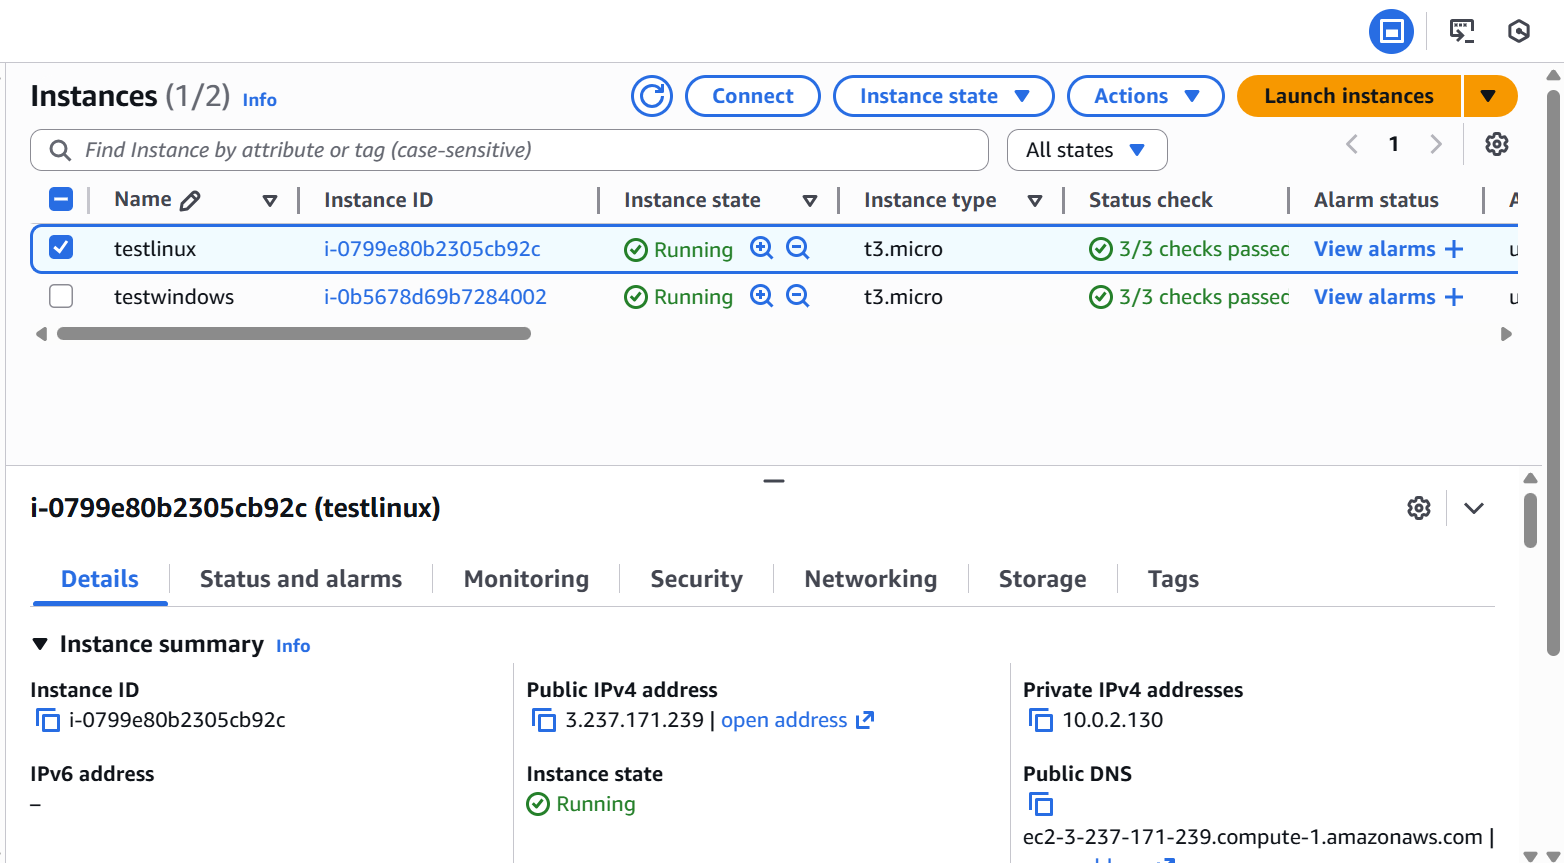 Instances (1/2) Info Connect Instance state Actions Launch instances
Find Instance by attribute or tag (case-sensitive) All states 1
Name Instance ID Instance state Instance type Status check Alarm status
testlinux i-0799e80b2305cb92c Running t3.micro 3/3 checks passed View alarms +
testwindows i-0b5678d69b7284002 Running t3.micro 3/3 checks passed View alarms +
i-0799e80b2305cb92c (testlinux)
Details Status and alarms Monitoring Security Networking Storage Tags
Instance summary Info
Instance ID Public IPv4 address Private IPv4 addresses
i-0799e80b2305cb92c 3.237.171.239 | open address 10.0.2.130
IPv6 address Instance state Public DNS
– Running
ec2-3-237-171-239.compute-1.amazonaws.com |